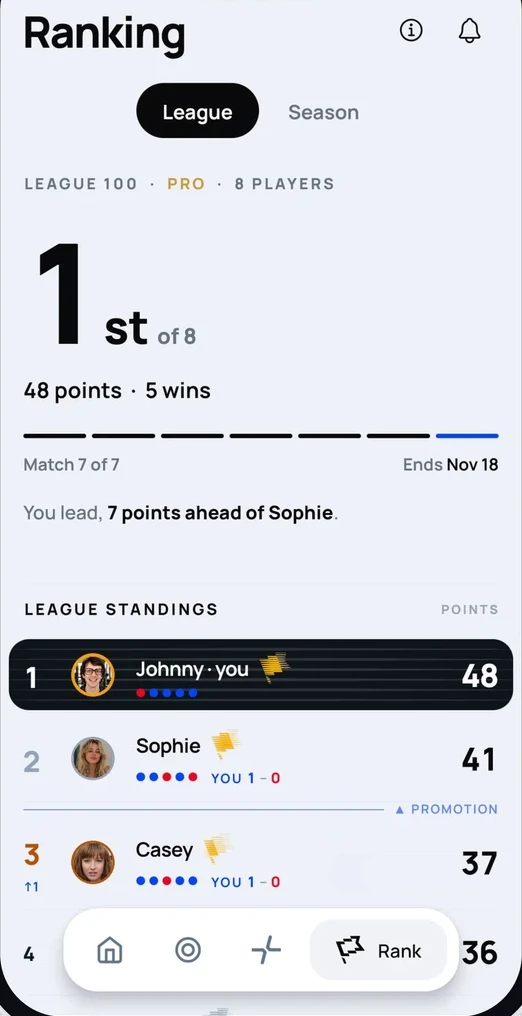 Ranking
League
Season
LEAGUE 100 · PRO · 8 PLAYERS
1st of 8
48 points · 5 wins
Match 7 of 7
Ends Nov 18
You lead, 7 points ahead of Sophie.
LEAGUE STANDINGS
POINTS
1 Johnny · you 48
2 Sophie 41
YOU 1 – 0
▲ PROMOTION
3 Casey 37
↑1 YOU 1 – 0
4 36
Rank